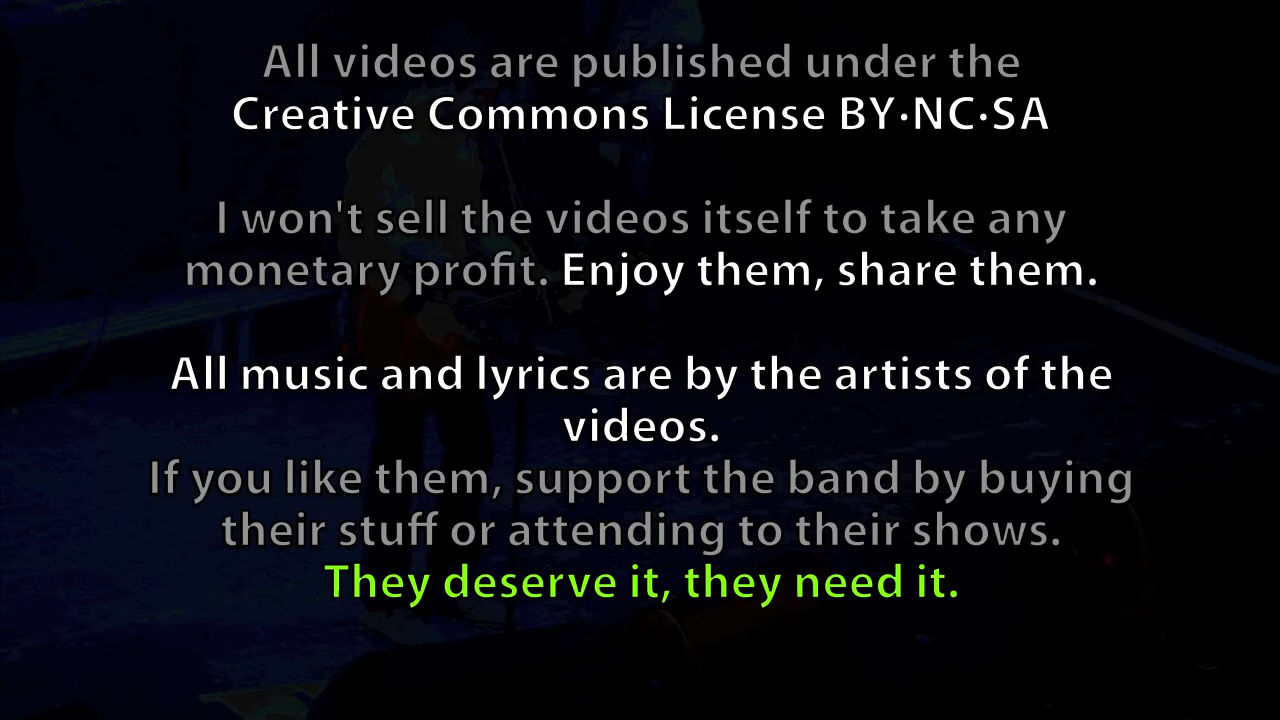 All videos are published under the
Creative Commons License BY·NC·SA
I won't sell the videos itself to take any
monetary profit. Enjoy them, share them.
All music and lyrics are by the artists of the
videos.
If you like them, support the band by buying
their stuff or attending to their shows.
They deserve it, they need it.